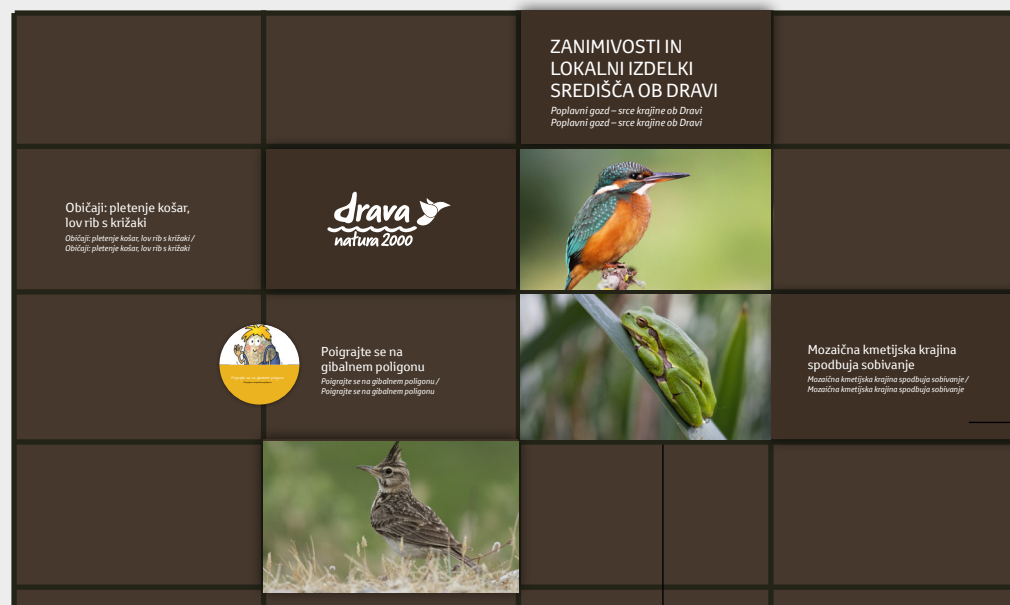 ZANIMIVOSTI IN
LOKALNI IZDELKI
SREDIŠČA OB DRAVI
Poplavni gozd – srce krajine ob Dravi
Poplavni gozd – srce krajine ob Dravi
Običaji: pletenje košar,
lov rib s križaki
Običaji: pletenje košar, lov rib s križaki /
Običaji: pletenje košar, lov rib s križaki
drava
natura 2000
Poigrajte se na
gibalnem poligonu
Poigrajte se na gibalnem poligonu /
Poigrajte se na gibalnem poligonu
Mozaična kmetijska krajina
spodbuja sobivanje
Mozaična kmetijska krajina spodbuja sobivanje /
Mozaična kmetijska krajina spodbuja sobivanje